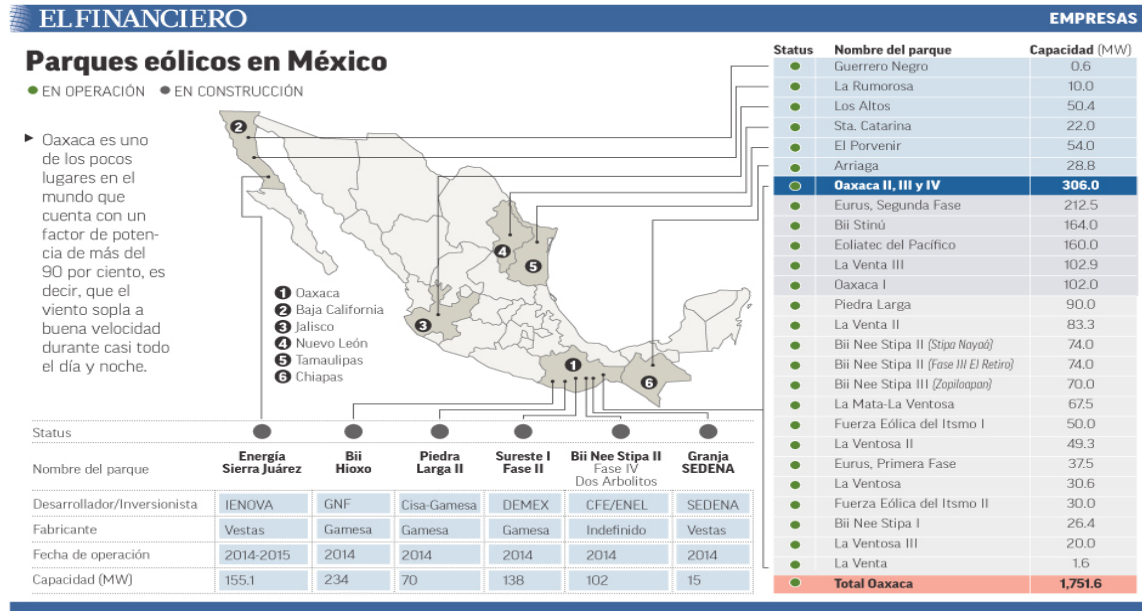 EL FINANCIERO
EMPRESAS
Parques eólicos en México
EN OPERACIÓN EN CONSTRUCCIÓN
Oaxaca es uno
de los pocos
lugares en el
mundo que
cuenta con un
factor de poten-
cia de más del
90 por ciento, es
decir, que el
viento sopla a
buena velocidad
durante casi todo
el día y noche.
2
4
5
3
1
6
1 Oaxaca
2 Baja California
3 Jalisco
4 Nuevo León
5 Tamaulipas
6 Chiapas
Status Nombre del parque Capacidad (MW)
Guerrero Negro 0.6
La Rumorosa 10.0
Los Altos 50.4
Sta. Catarina 22.0
El Porvenir 54.0
Arriaga 28.8
Oaxaca II, III y IV 306.0
Eurus, Segunda Fase 212.5
Bii Stinú 164.0
Eoliatec del Pacífico 160.0
La Venta III 102.9
Oaxaca I 102.0
Piedra Larga 90.0
La Venta II 83.3
Bii Nee Stipa II (Stipa Nayaá) 74.0
Bii Nee Stipa II (Fase III El Retiro) 74.0
Bii Nee Stipa III (Zopiloapan) 70.0
La Mata-La Ventosa 67.5
Fuerza Eólica del Itsmo I 50.0
La Ventosa II 49.3
Eurus, Primera Fase 37.5
La Ventosa 30.6
Fuerza Eólica del Itsmo II 30.0
Bii Nee Stipa I 26.4
La Ventosa III 20.0
La Venta 1.6
Total Oaxaca 1,751.6
Status
Nombre del parque
Energía
Sierra Juárez
Bii
Hioxo
Piedra
Larga II
Sureste I
Fase II
Bii Nee Stipa II
Fase IV
Dos Arbolitos
Granja
SEDENA
Desarrollador/Inversionista IENOVA GNF Cisa-Gamesa DEMEX CFE/ENEL SEDENA
Fabricante Vestas Gamesa Gamesa Gamesa Indefinido Vestas
Fecha de operación 2014-2015 2014 2014 2014 2014 2014
Capacidad (MW) 155.1 234 70 138 102 15